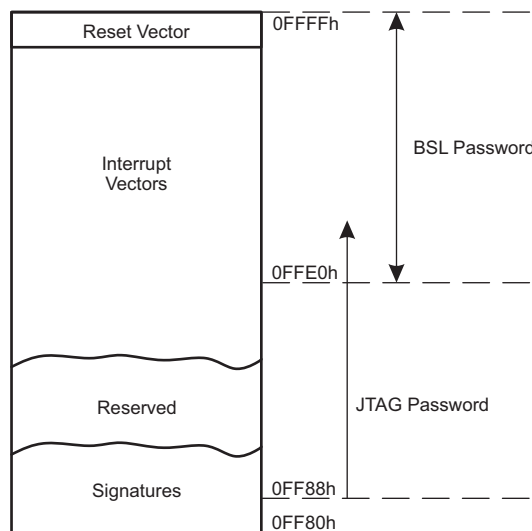 Reset Vector
0FFFFh
BSL Password
Interrupt
Vectors
0FFE0h
Reserved
JTAG Password
Signatures
0FF88h
0FF80h